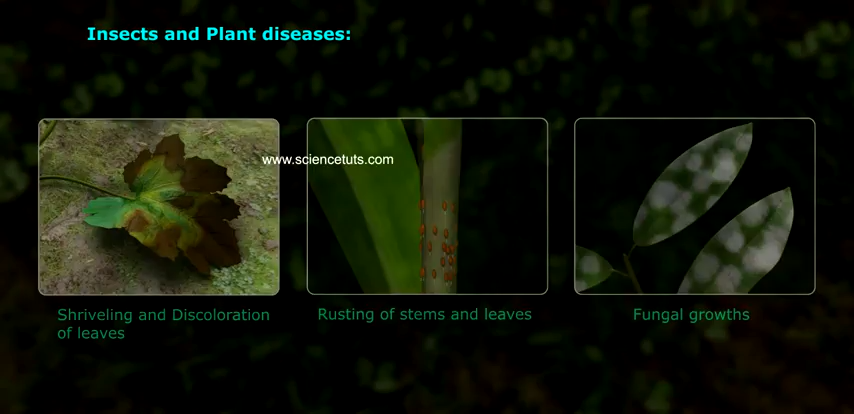 Insects and Plant diseases:
www.sciencetuts.com
Shriveling and Discoloration
of leaves
Rusting of stems and leaves
Fungal growths